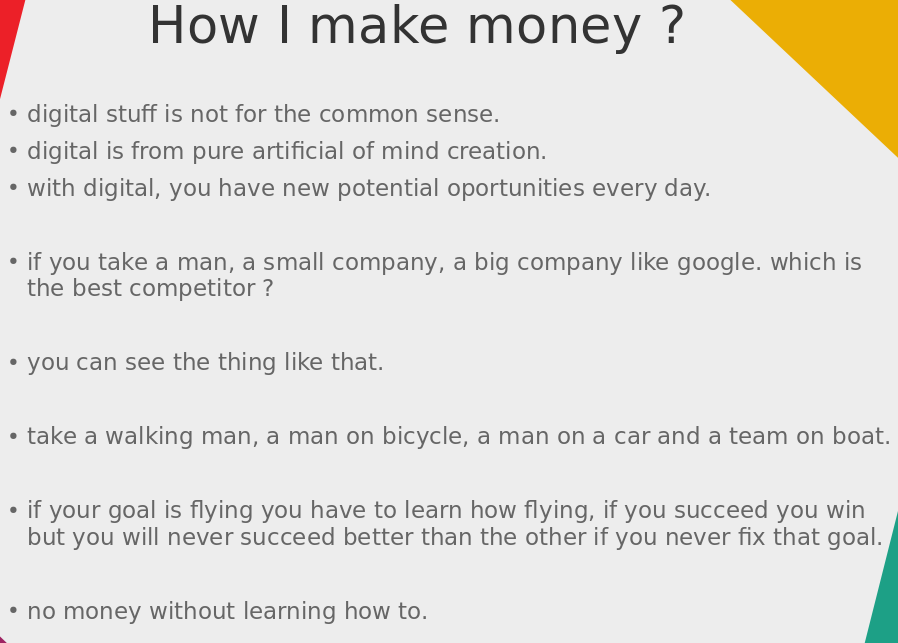 How I make money ?
• digital stuff is not for the common sense.
• digital is from pure artificial of mind creation.
• with digital, you have new potential oportunities every day.
• if you take a man, a small company, a big company like google. which is
the best competitor ?
• you can see the thing like that.
• take a walking man, a man on bicycle, a man on a car and a team on boat.
• if your goal is flying you have to learn how flying, if you succeed you win
but you will never succeed better than the other if you never fix that goal.
• no money without learning how to.